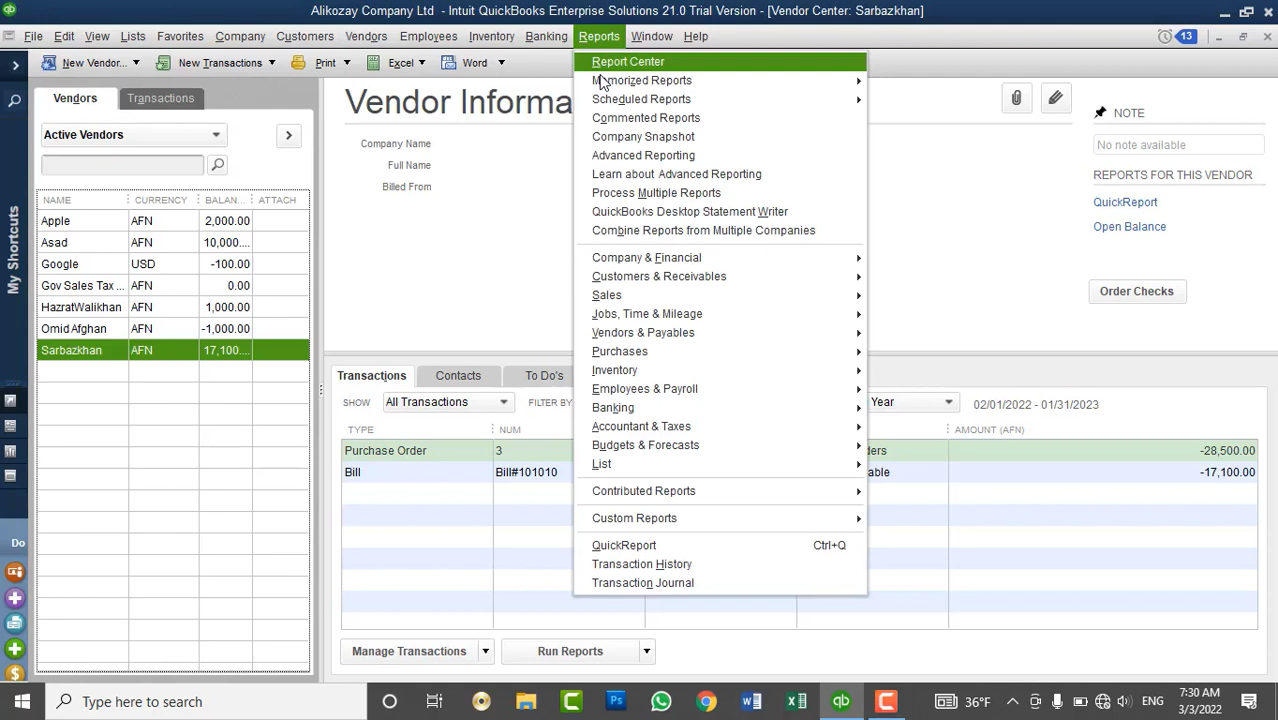 Alikozay Company Ltd - Intuit QuickBooks Enterprise Solutions 21.0 Trial Version - [Vendor Center: Sarbazkhan]
File Edit View Lists Favorites Company Customers Vendors Employees Inventory Banking Reports Window Help 13
New Vendor... New Transactions Print Excel Word
Vendors Transactions
Active Vendors
NAME CURRENCY BALAN... ATTACH
Apple AFN 2,000.00
Asad AFN 10,000....
Google USD -100.00
Gov Sales Tax ... AFN 0.00
HazratWalikhan AFN 1,000.00
Omid Afghan AFN -1,000.00
Sarbazkhan AFN 17,100....
My Shortcuts
Do
Vendor Informa
Company Name
Full Name
Billed From
Report Center
Memorized Reports
Scheduled Reports
Commented Reports
Company Snapshot
Advanced Reporting
Learn about Advanced Reporting
Process Multiple Reports
QuickBooks Desktop Statement Writer
Combine Reports from Multiple Companies
Company & Financial
Customers & Receivables
Sales
Jobs, Time & Mileage
Vendors & Payables
Purchases
Inventory
Employees & Payroll
Banking
Accountant & Taxes
Budgets & Forecasts
List
Contributed Reports
Custom Reports
QuickReport Ctrl+Q
Transaction History
Transaction Journal
NOTE
No note available
REPORTS FOR THIS VENDOR
QuickReport
Open Balance
Order Checks
Transactions Contacts To Do's
SHOW All Transactions FILTER BY Year 02/01/2022 - 01/31/2023
TYPE NUM AMOUNT (AFN)
Purchase Order 3 ders -28,500.00
Bill Bill#101010 able -17,100.00
Manage Transactions Run Reports
Type here to search
36°F ENG 7:30 AM
3/3/2022